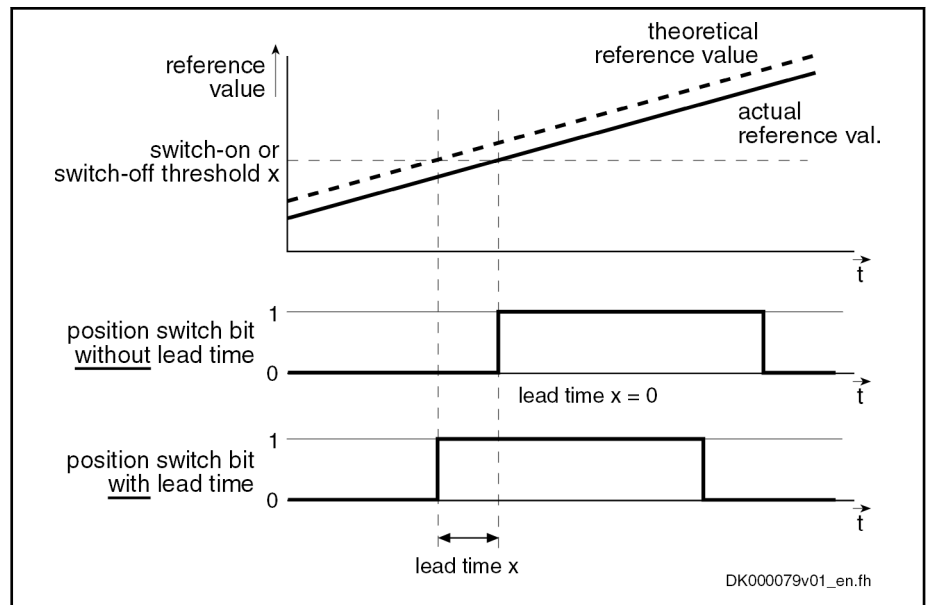 theoretical
reference value
reference
value
actual
reference val.
switch-on or
switch-off threshold x
t
1
position switch bit
without lead time
0
lead time x = 0
t
1
position switch bit
with lead time
0
t
lead time x
DK000079v01_en.fh